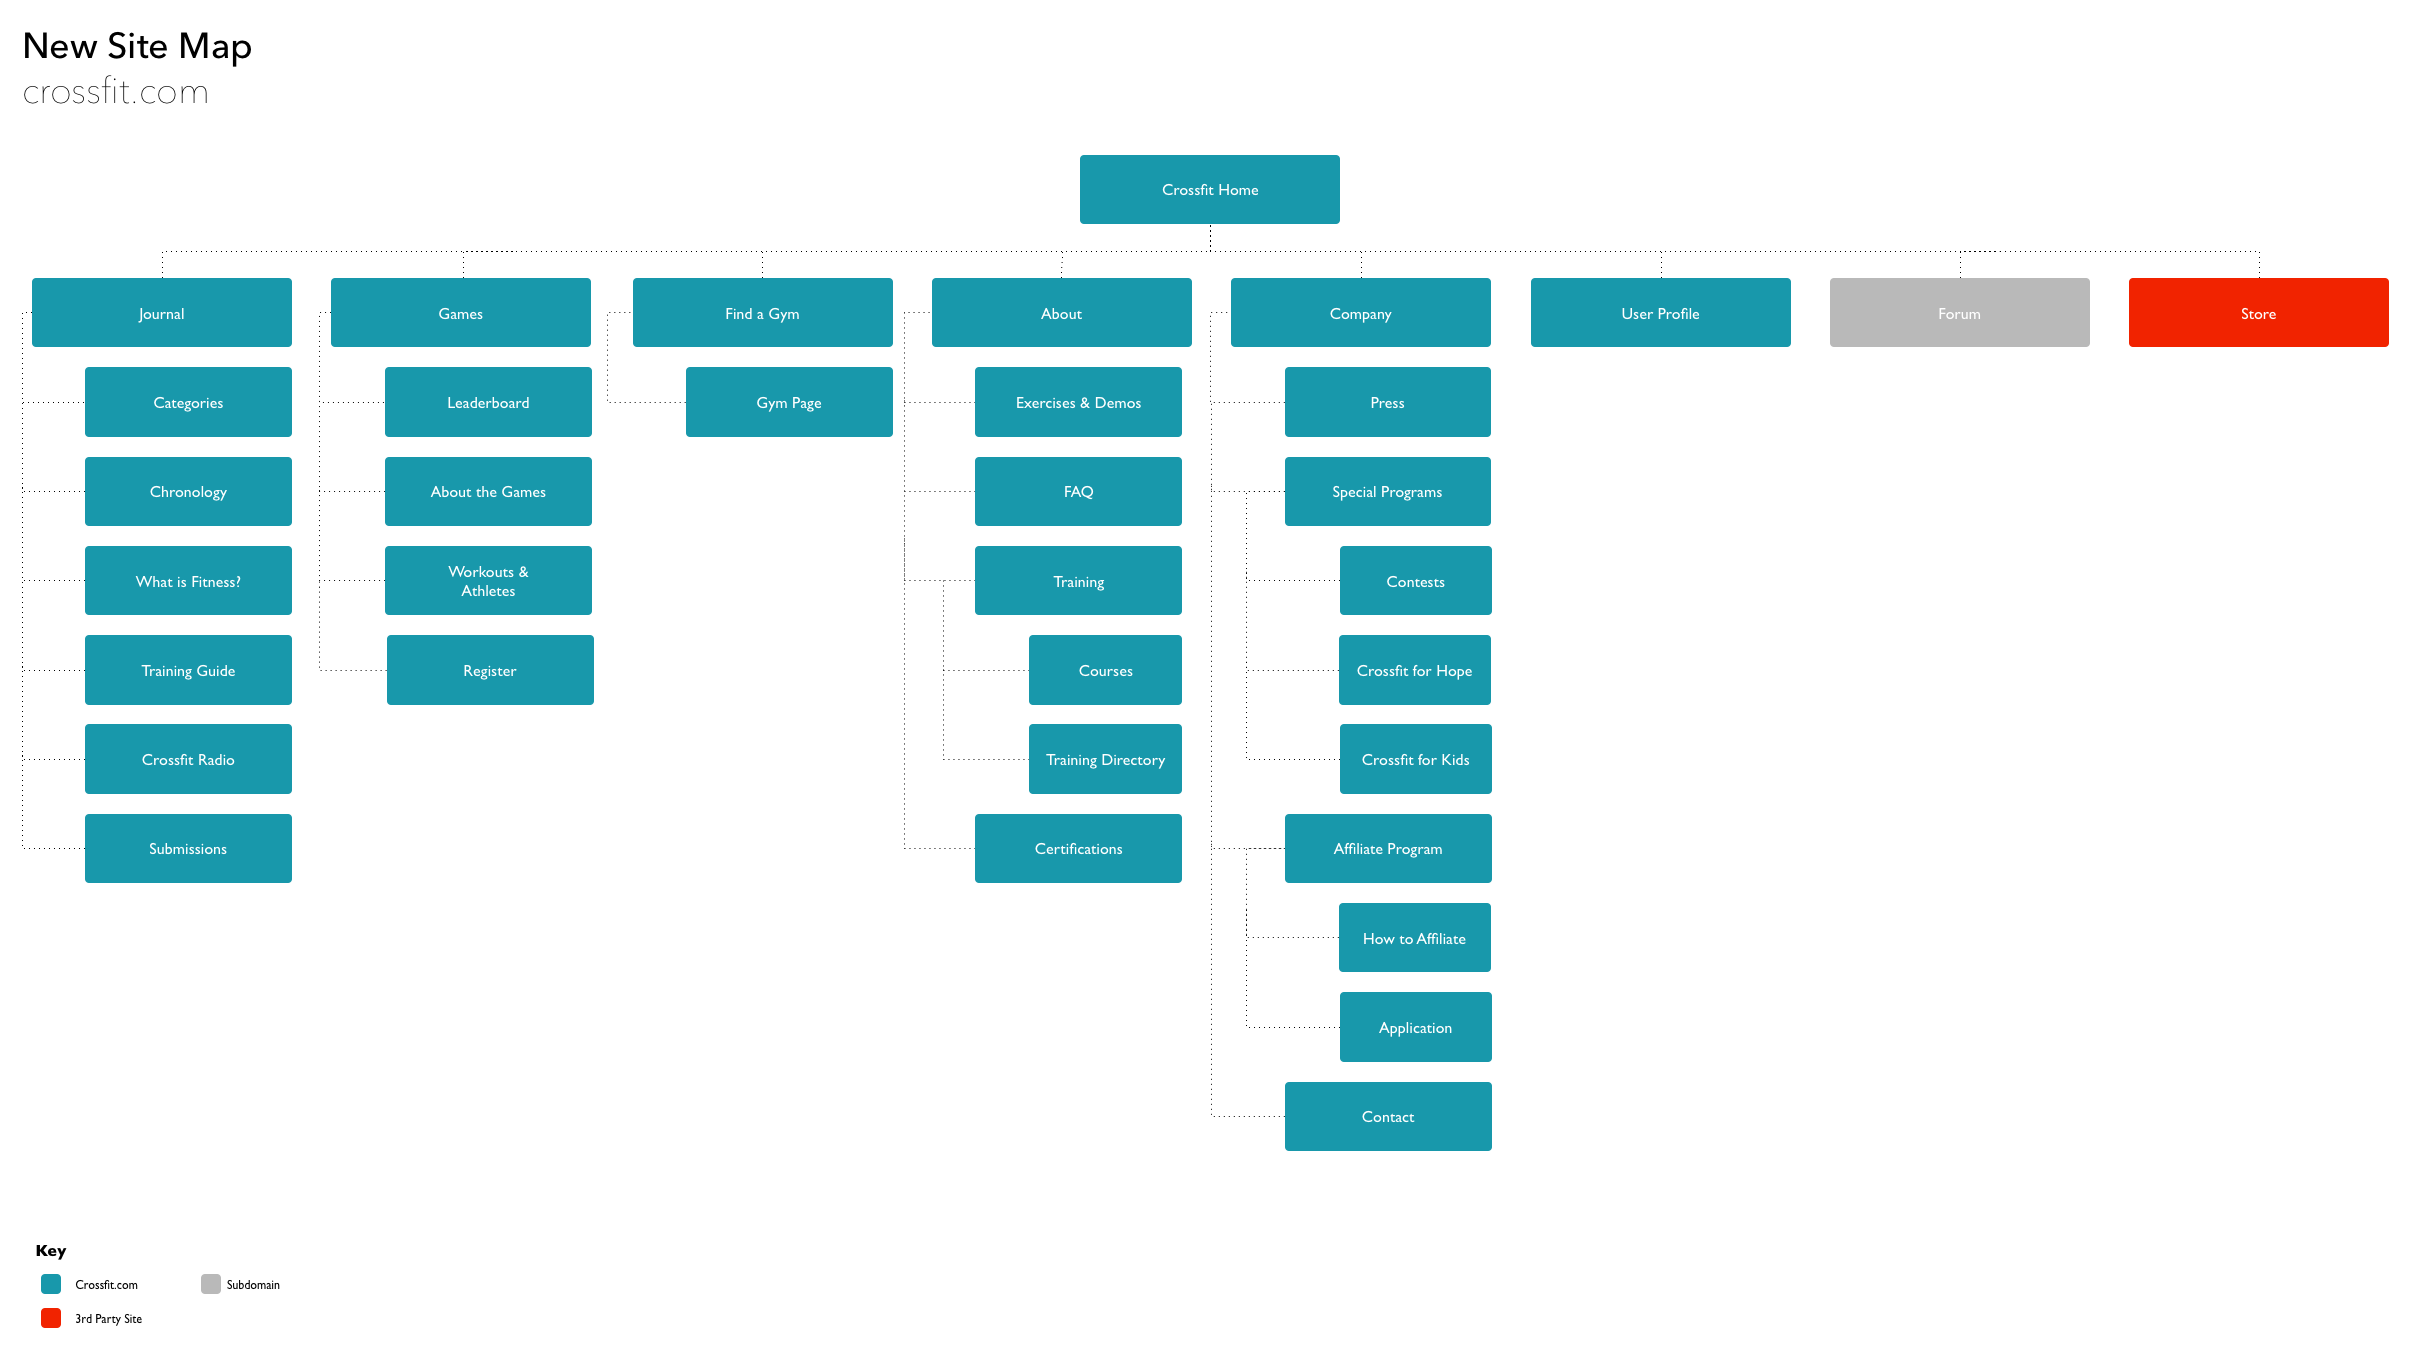 New Site Map
crossfit.com
Crossfit Home
Journal
Games
Find a Gym
About
Company
User Profile
Forum
Store
Categories
Leaderboard
Gym Page
Exercises & Demos
Press
Chronology
About the Games
FAQ
Special Programs
What is Fitness?
Workouts &
Athletes
Training
Contests
Training Guide
Register
Courses
Crossfit for Hope
Crossfit Radio
Training Directory
Crossfit for Kids
Submissions
Certifications
Affiliate Program
How to Affiliate
Application
Contact
Key
Crossfit.com
Subdomain
3rd Party Site